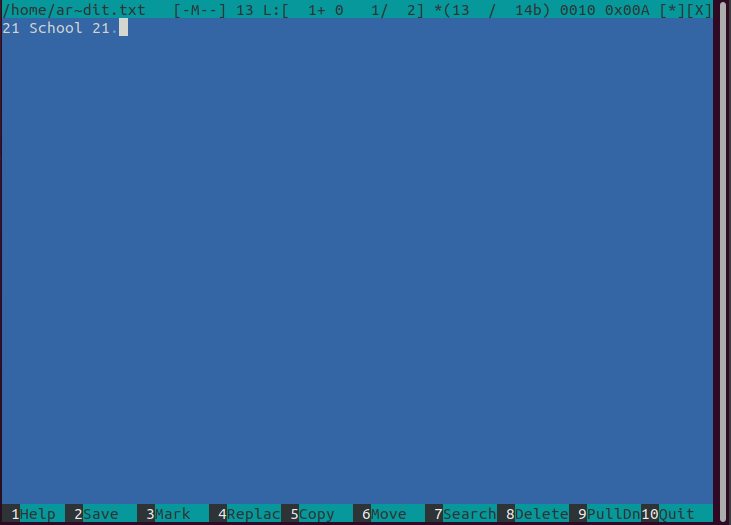 /home/ar~dit.txt   [-M--] 13 L:[  1+ 0   1/  2] *(13  /  14b) 0010 0x00A [*][X]
21 School 21.
1Help  2Save  3Mark  4Replac 5Copy  6Move  7Search 8Delete 9PullDn 10Quit